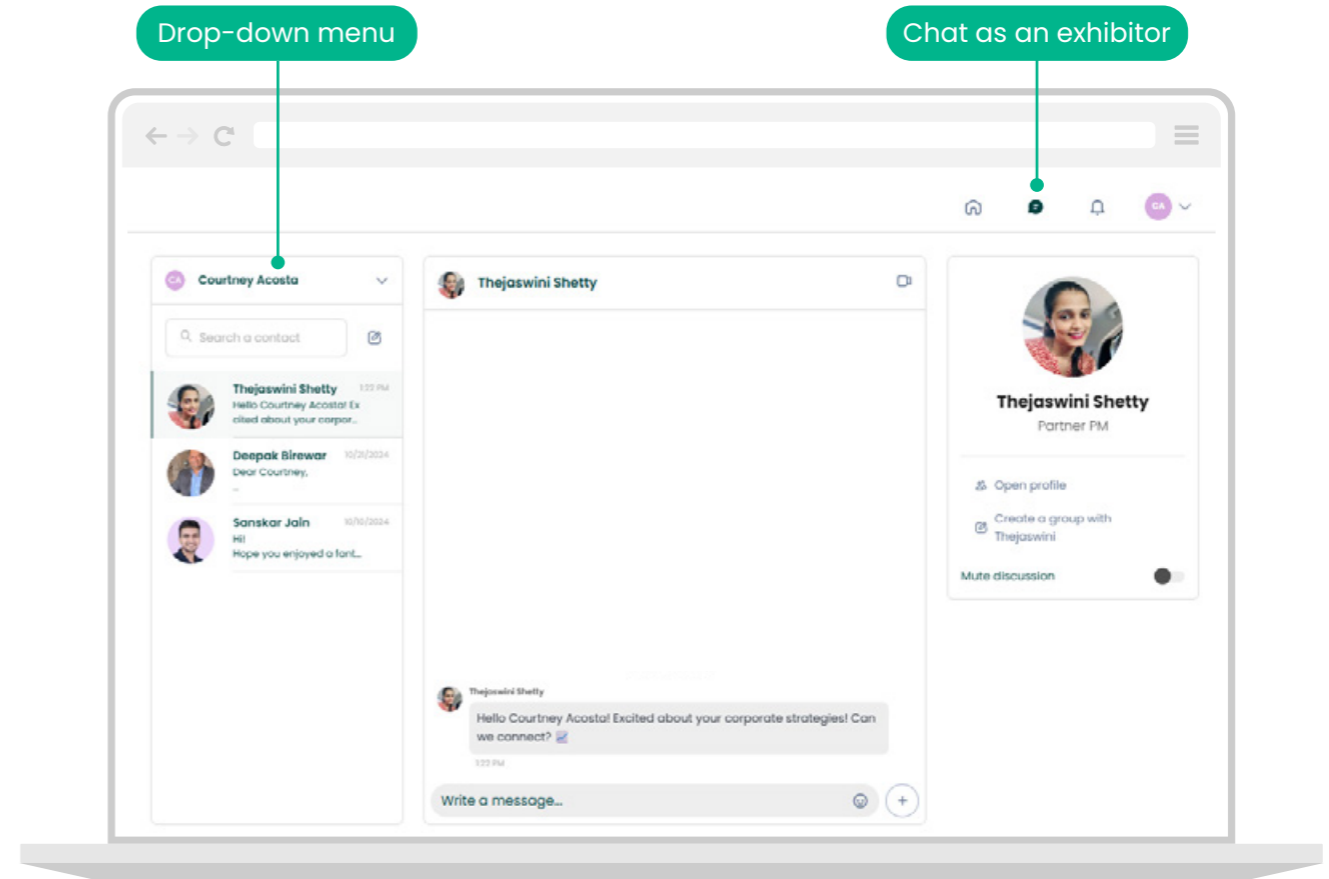 Drop-down menu
Chat as an exhibitor
CA
CA
Courtney Acosta
Search a contact
Thejaswini Shetty 1:22 PM
Hello Courtney Acosta! Ex
cited about your corpor...
Deepak Birewar 10/21/2024
Dear Courtney,
...
Sanskar Jain 10/10/2024
Hi!
Hope you enjoyed a fant...
Thejaswini Shetty
Thejaswini Shetty
Hello Courtney Acosta! Excited about your corporate strategies! Can
we connect?
1:22 PM
Write a message...
Thejaswini Shetty
Partner PM
Open profile
Create a group with
Thejaswini
Mute discussion